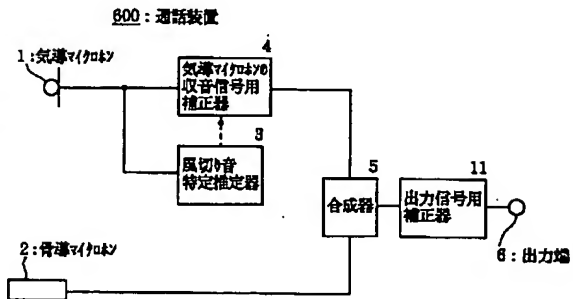 600：通話装置
1：気導マイクロホン
4
気導マイクロホンの
収音信号用
補正器
3
風切り音
特定推定器
5
合成器
11
出力信号用
補正器
6：出力端
2：骨導マイクロホン